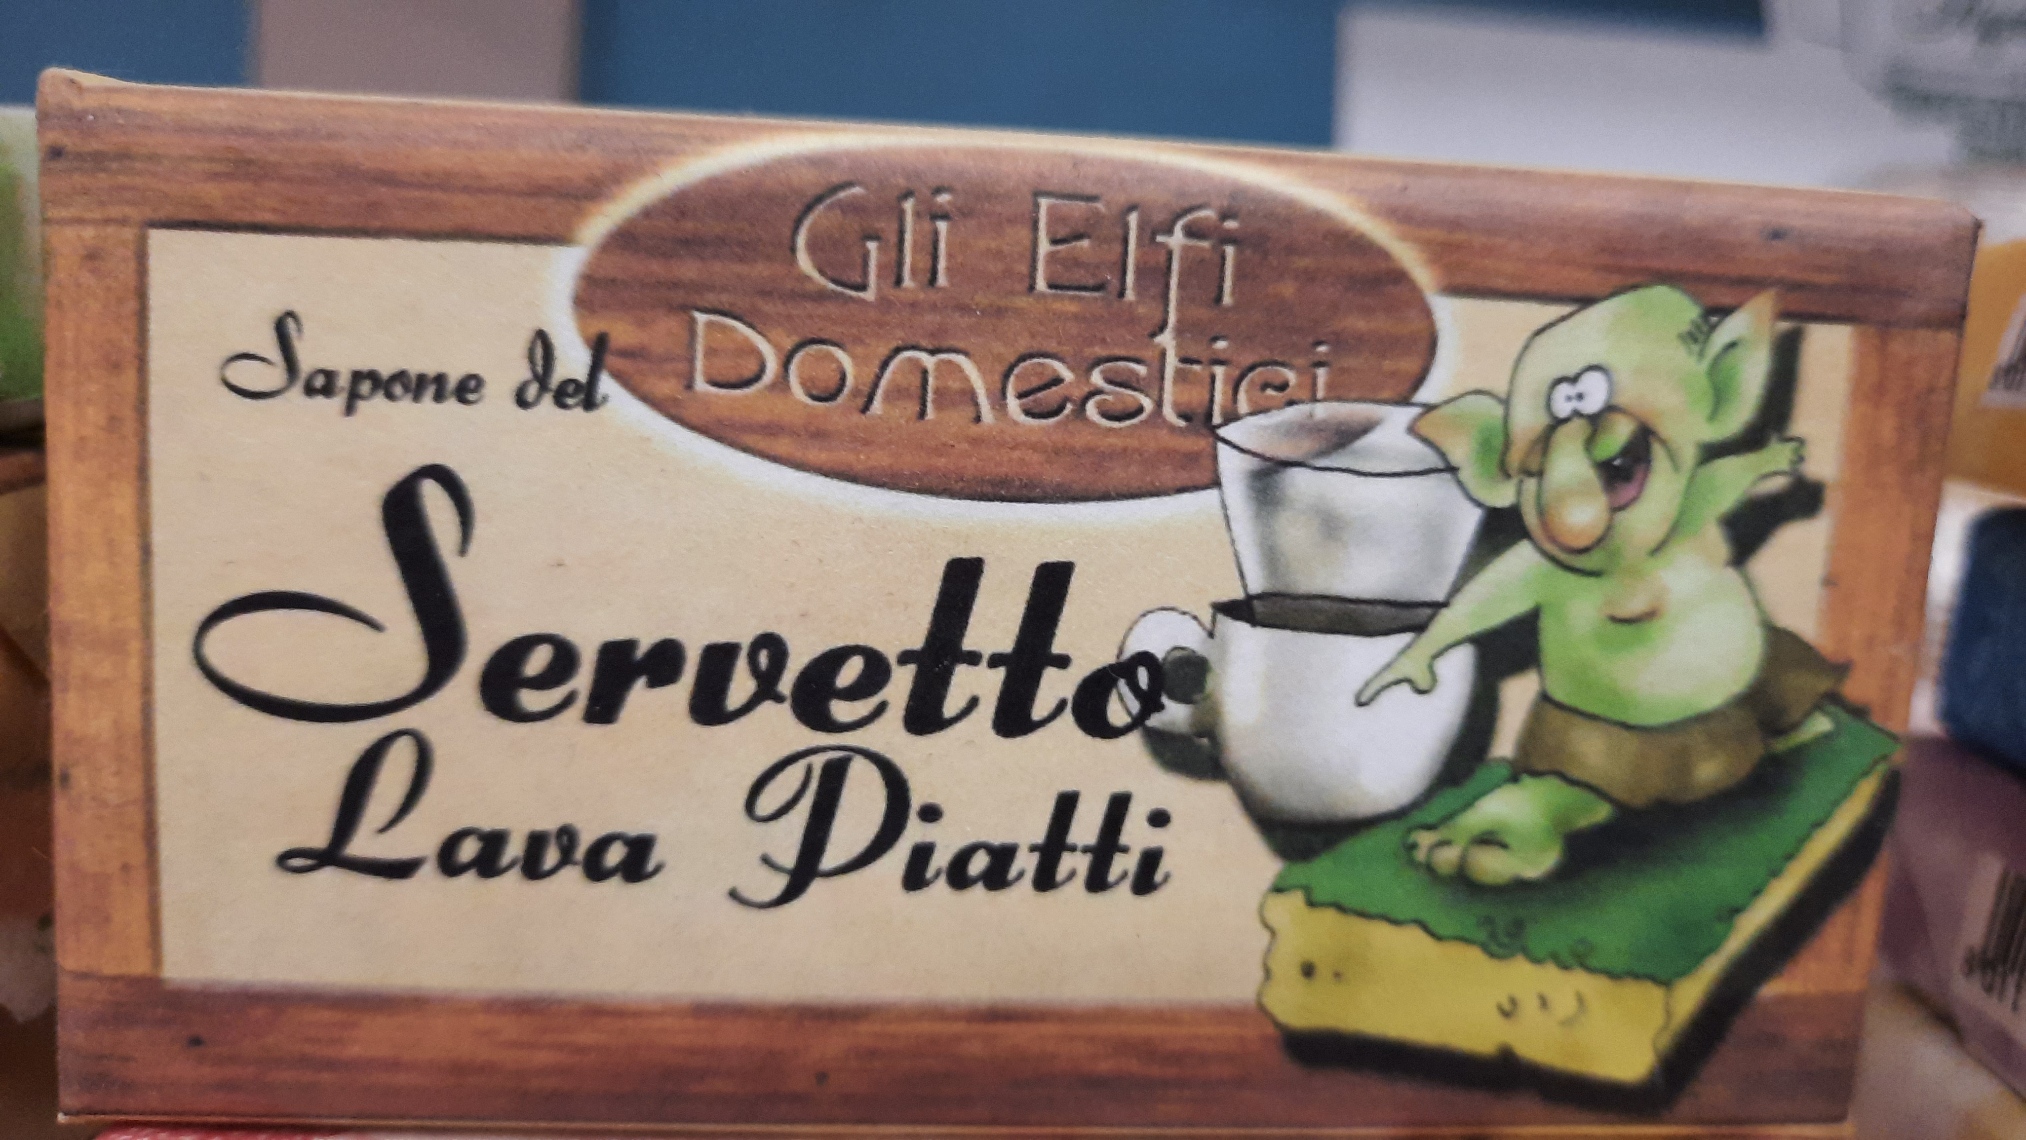 Gli Elfi
Domestici
Sapone del
Servetto
Lava Piatti